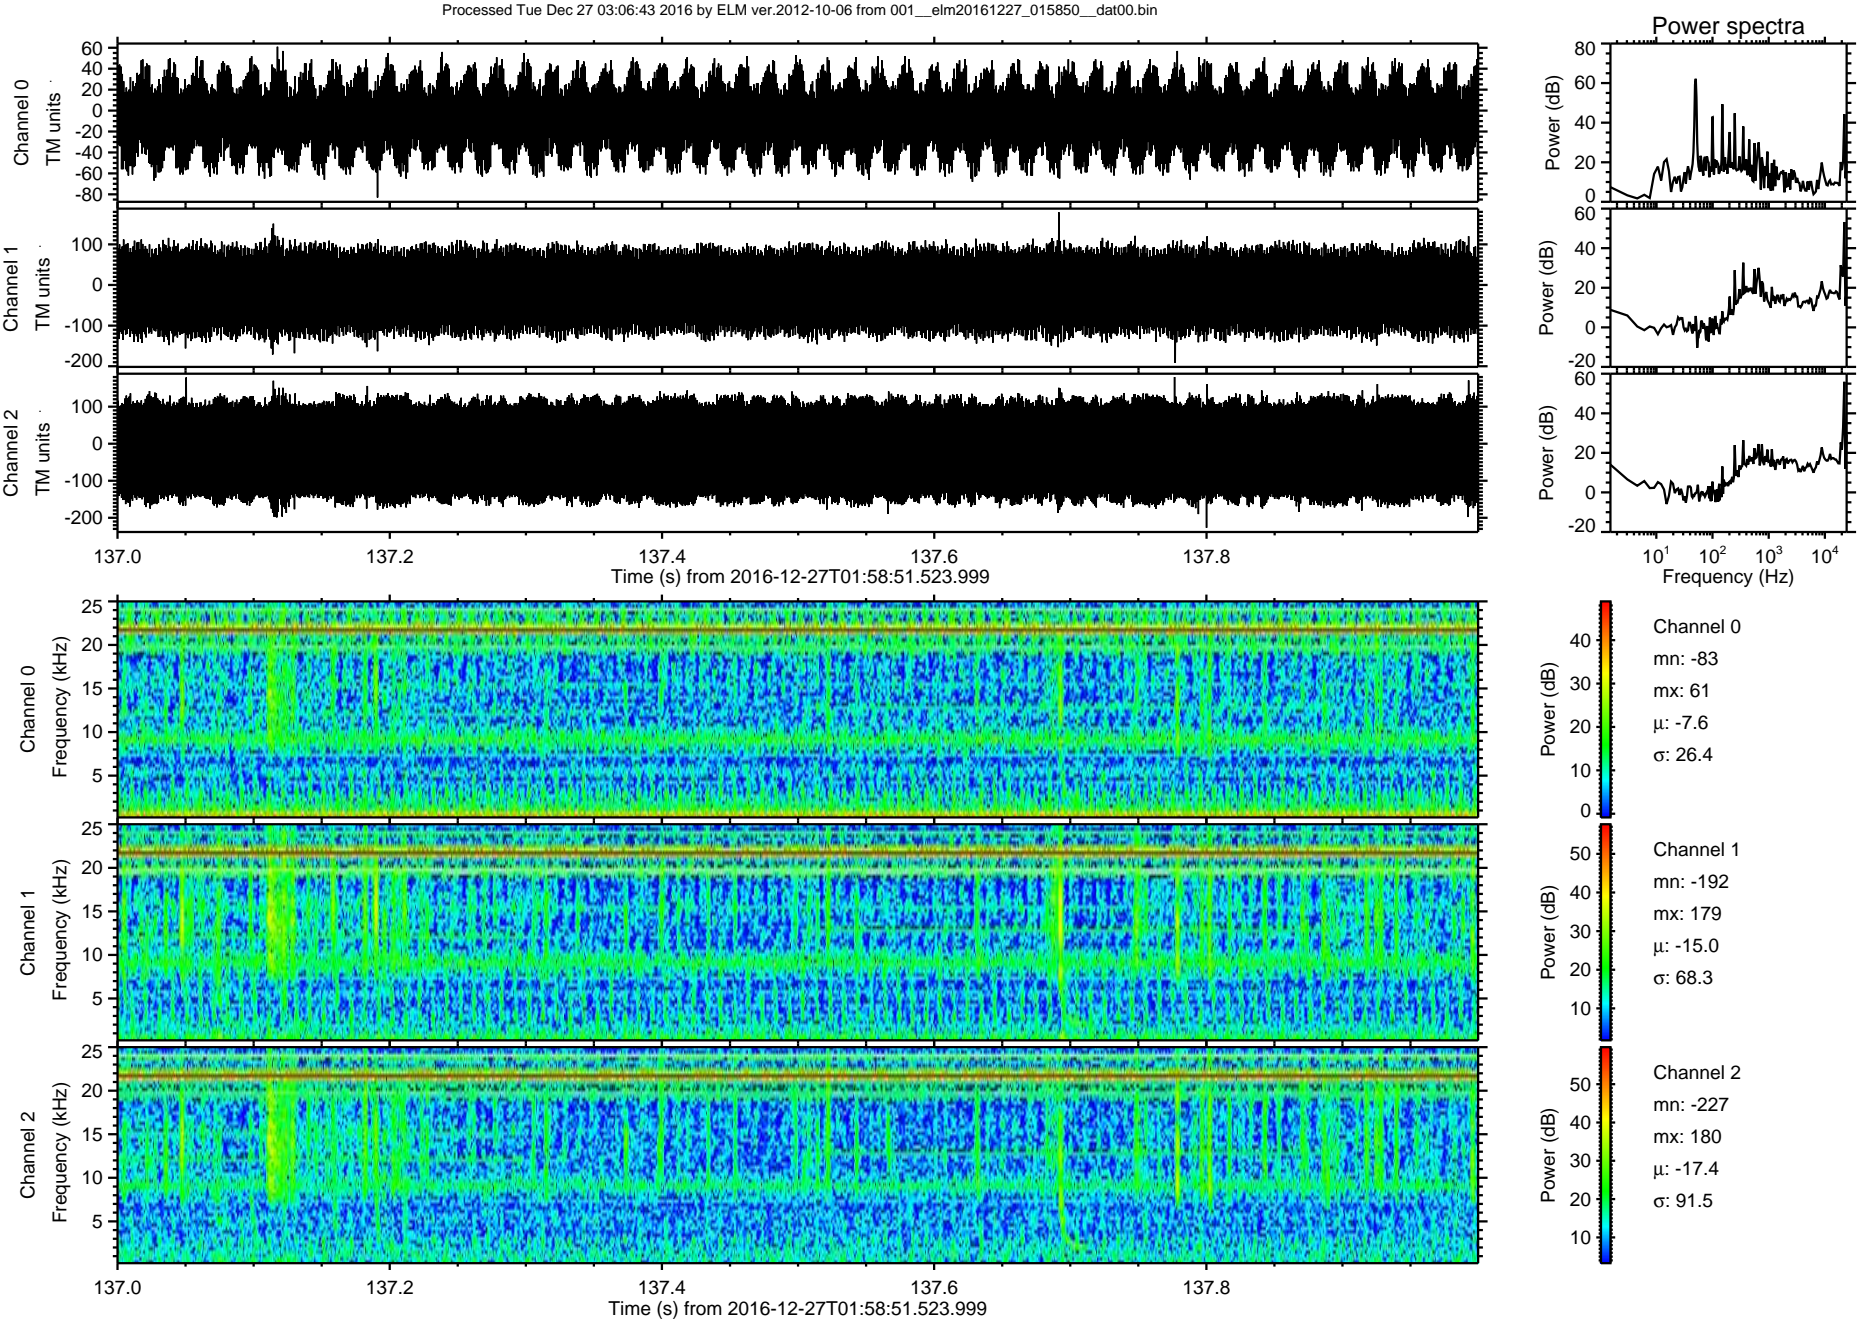 Processed Tue Dec 27 03:06:43 2016 by ELM ver.2012-10-06 from 001__elm20161227_015850__dat00.bin
Power spectra
Channel 0
TM units
60
40
20
0
-20
-40
-60
-80
Power (dB)
80
60
40
20
0
Channel 1
TM units
100
0
-100
-200
Power (dB)
60
40
20
0
-20
Channel 2
TM units
100
0
-100
-200
Power (dB)
60
40
20
0
-20
137.0 137.2 137.4 137.6 137.8
Time (s) from 2016-12-27T01:58:51.523.999
10¹ 10² 10³ 10⁴
Frequency (Hz)
Channel 0
Frequency (kHz)
25
20
15
10
5
Power (dB)
40
30
20
10
0
Channel 0
mn: -83
mx: 61
μ: -7.6
σ: 26.4
Channel 1
Frequency (kHz)
25
20
15
10
5
Power (dB)
50
40
30
20
10
Channel 1
mn: -192
mx: 179
μ: -15.0
σ: 68.3
Channel 2
Frequency (kHz)
25
20
15
10
5
Power (dB)
50
40
30
20
10
Channel 2
mn: -227
mx: 180
μ: -17.4
σ: 91.5
137.0 137.2 137.4 137.6 137.8
Time (s) from 2016-12-27T01:58:51.523.999